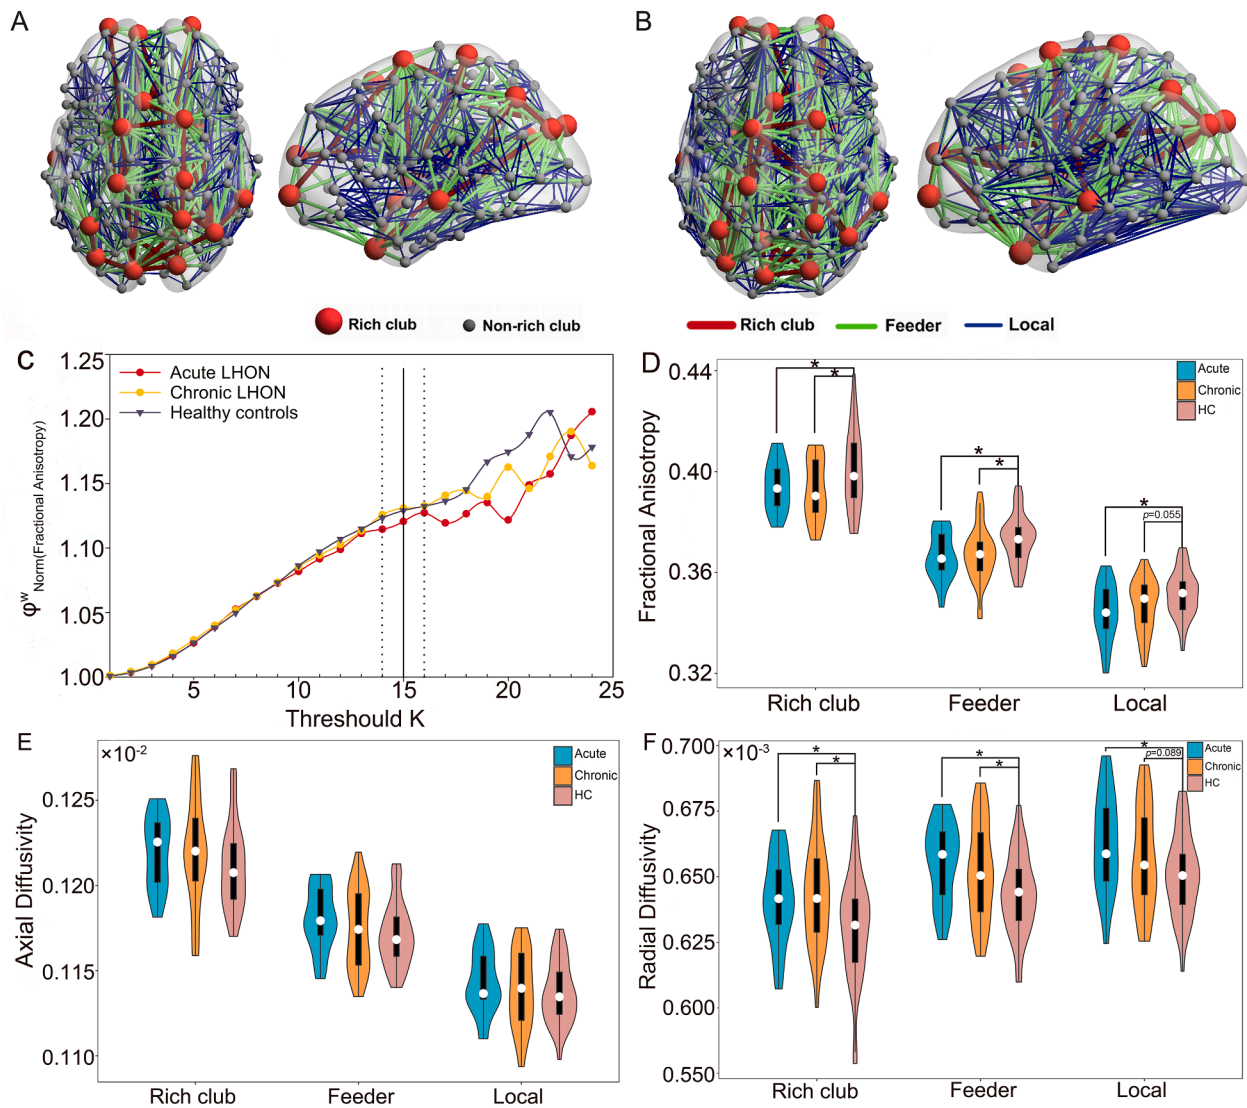 A
B
Rich club
Non-rich club
Rich club
Feeder
Local
C
1.25
1.20
1.15
1.10
1.05
1.00
φʷNorm(Fractional Anisotropy)
Acute LHON
Chronic LHON
Healthy controls
5
10
15
20
25
Threshould K
D
0.44
0.40
0.36
0.32
Fractional Anisotropy
Acute
Chronic
HC
*
*
*
*
*
p=0.055
Rich club
Feeder
Local
E
×10⁻²
0.125
0.120
0.115
0.110
Axial Diffusivity
Acute
Chronic
HC
Rich club
Feeder
Local
F
×10⁻³
0.700
0.675
0.650
0.625
0.600
0.550
Radial Diffusivity
Acute
Chronic
HC
*
*
*
*
*
p=0.089
Rich club
Feeder
Local